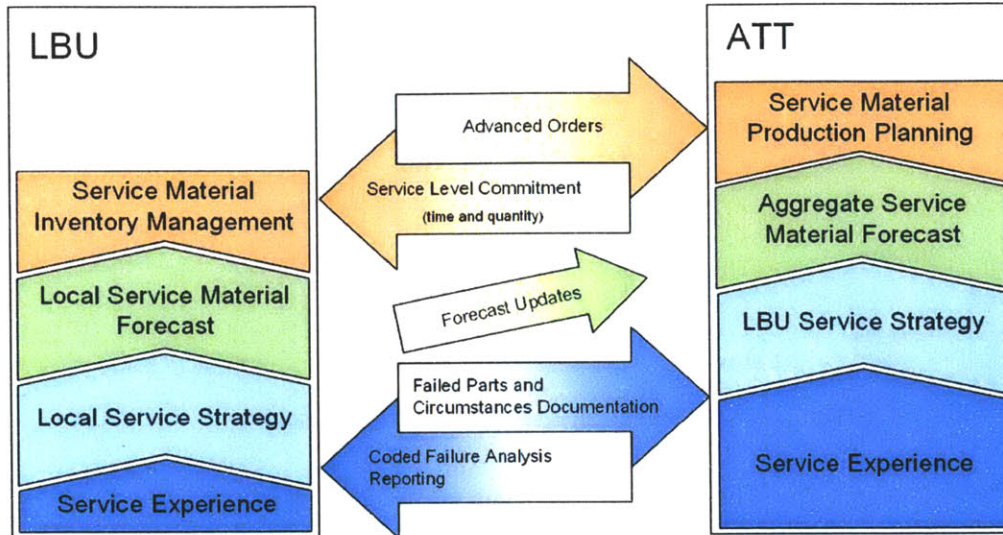 LBU
Service Material
Inventory Management
Local Service Material
Forecast
Local Service Strategy
Service Experience
Advanced Orders
Service Level Commitment
(time and quantity)
Forecast Updates
Failed Parts and
Circumstances Documentation
Coded Failure Analysis
Reporting
ATT
Service Material
Production Planning
Aggregate Service
Material Forecast
LBU Service Strategy
Service Experience